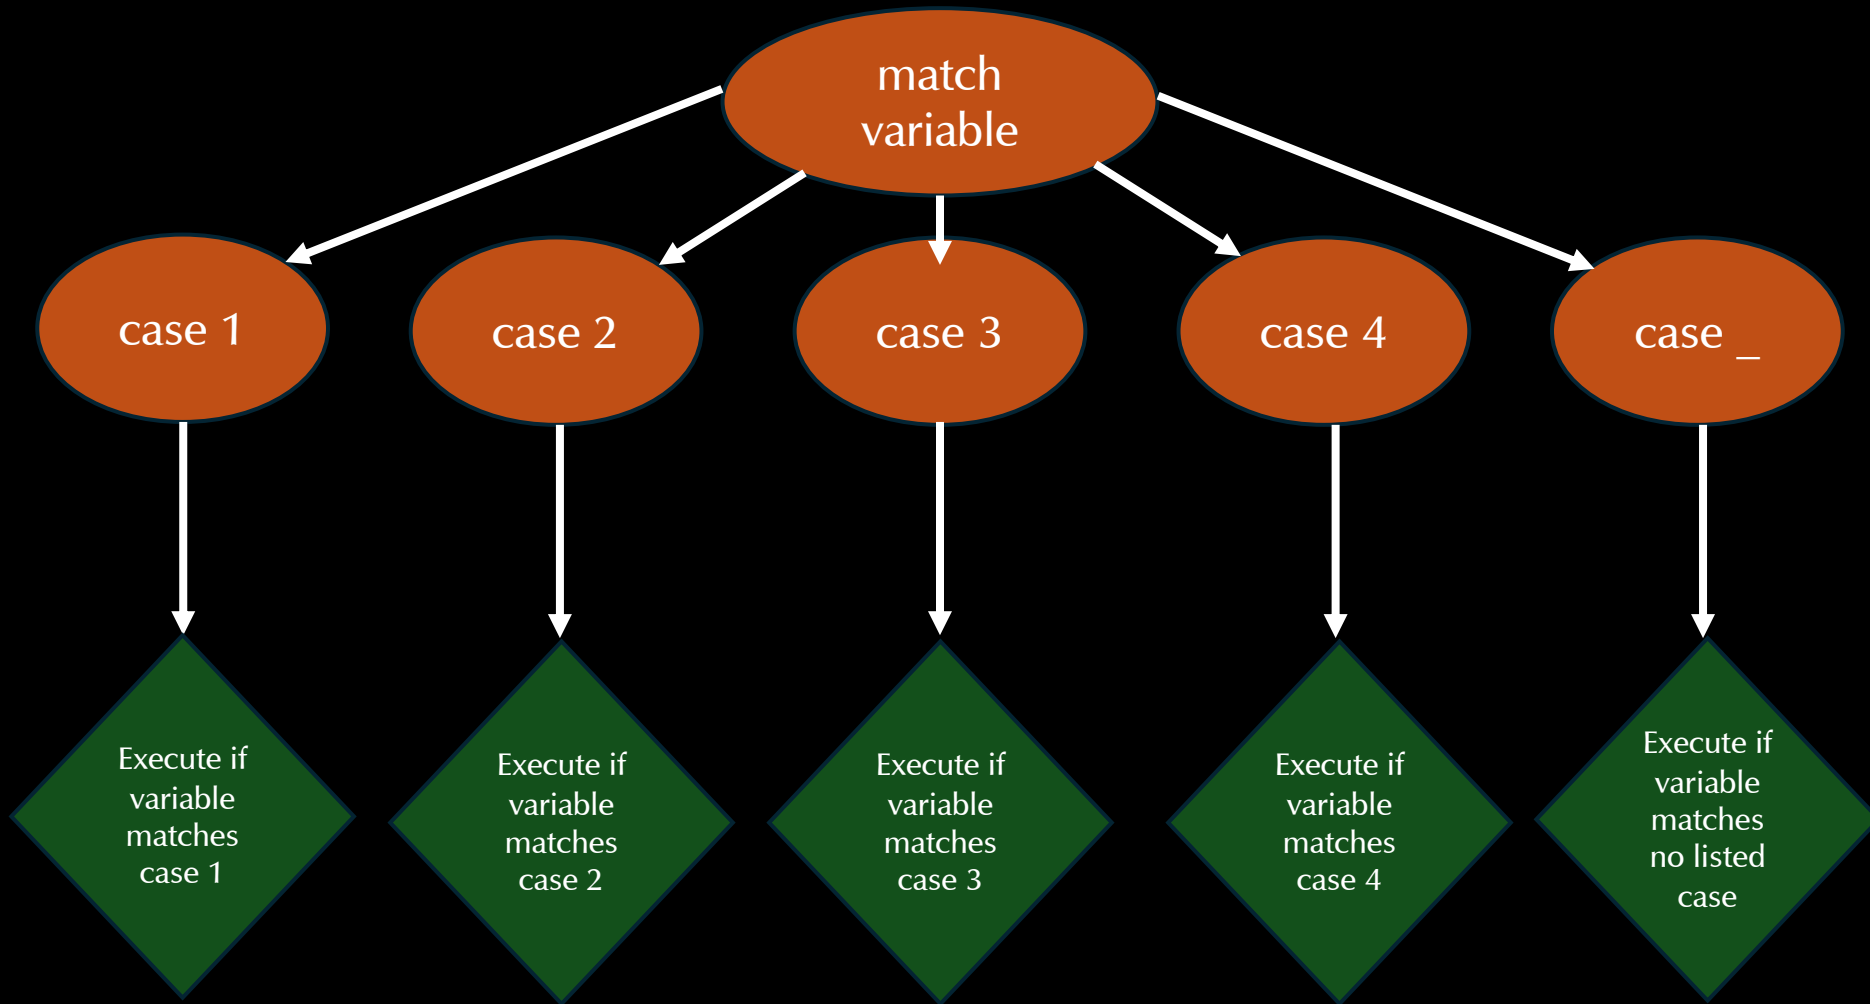 match
variable
case 1
case 2
case 3
case 4
case _
Execute if
variable
matches
case 1
Execute if
variable
matches
case 2
Execute if
variable
matches
case 3
Execute if
variable
matches
case 4
Execute if
variable
matches
no listed
case